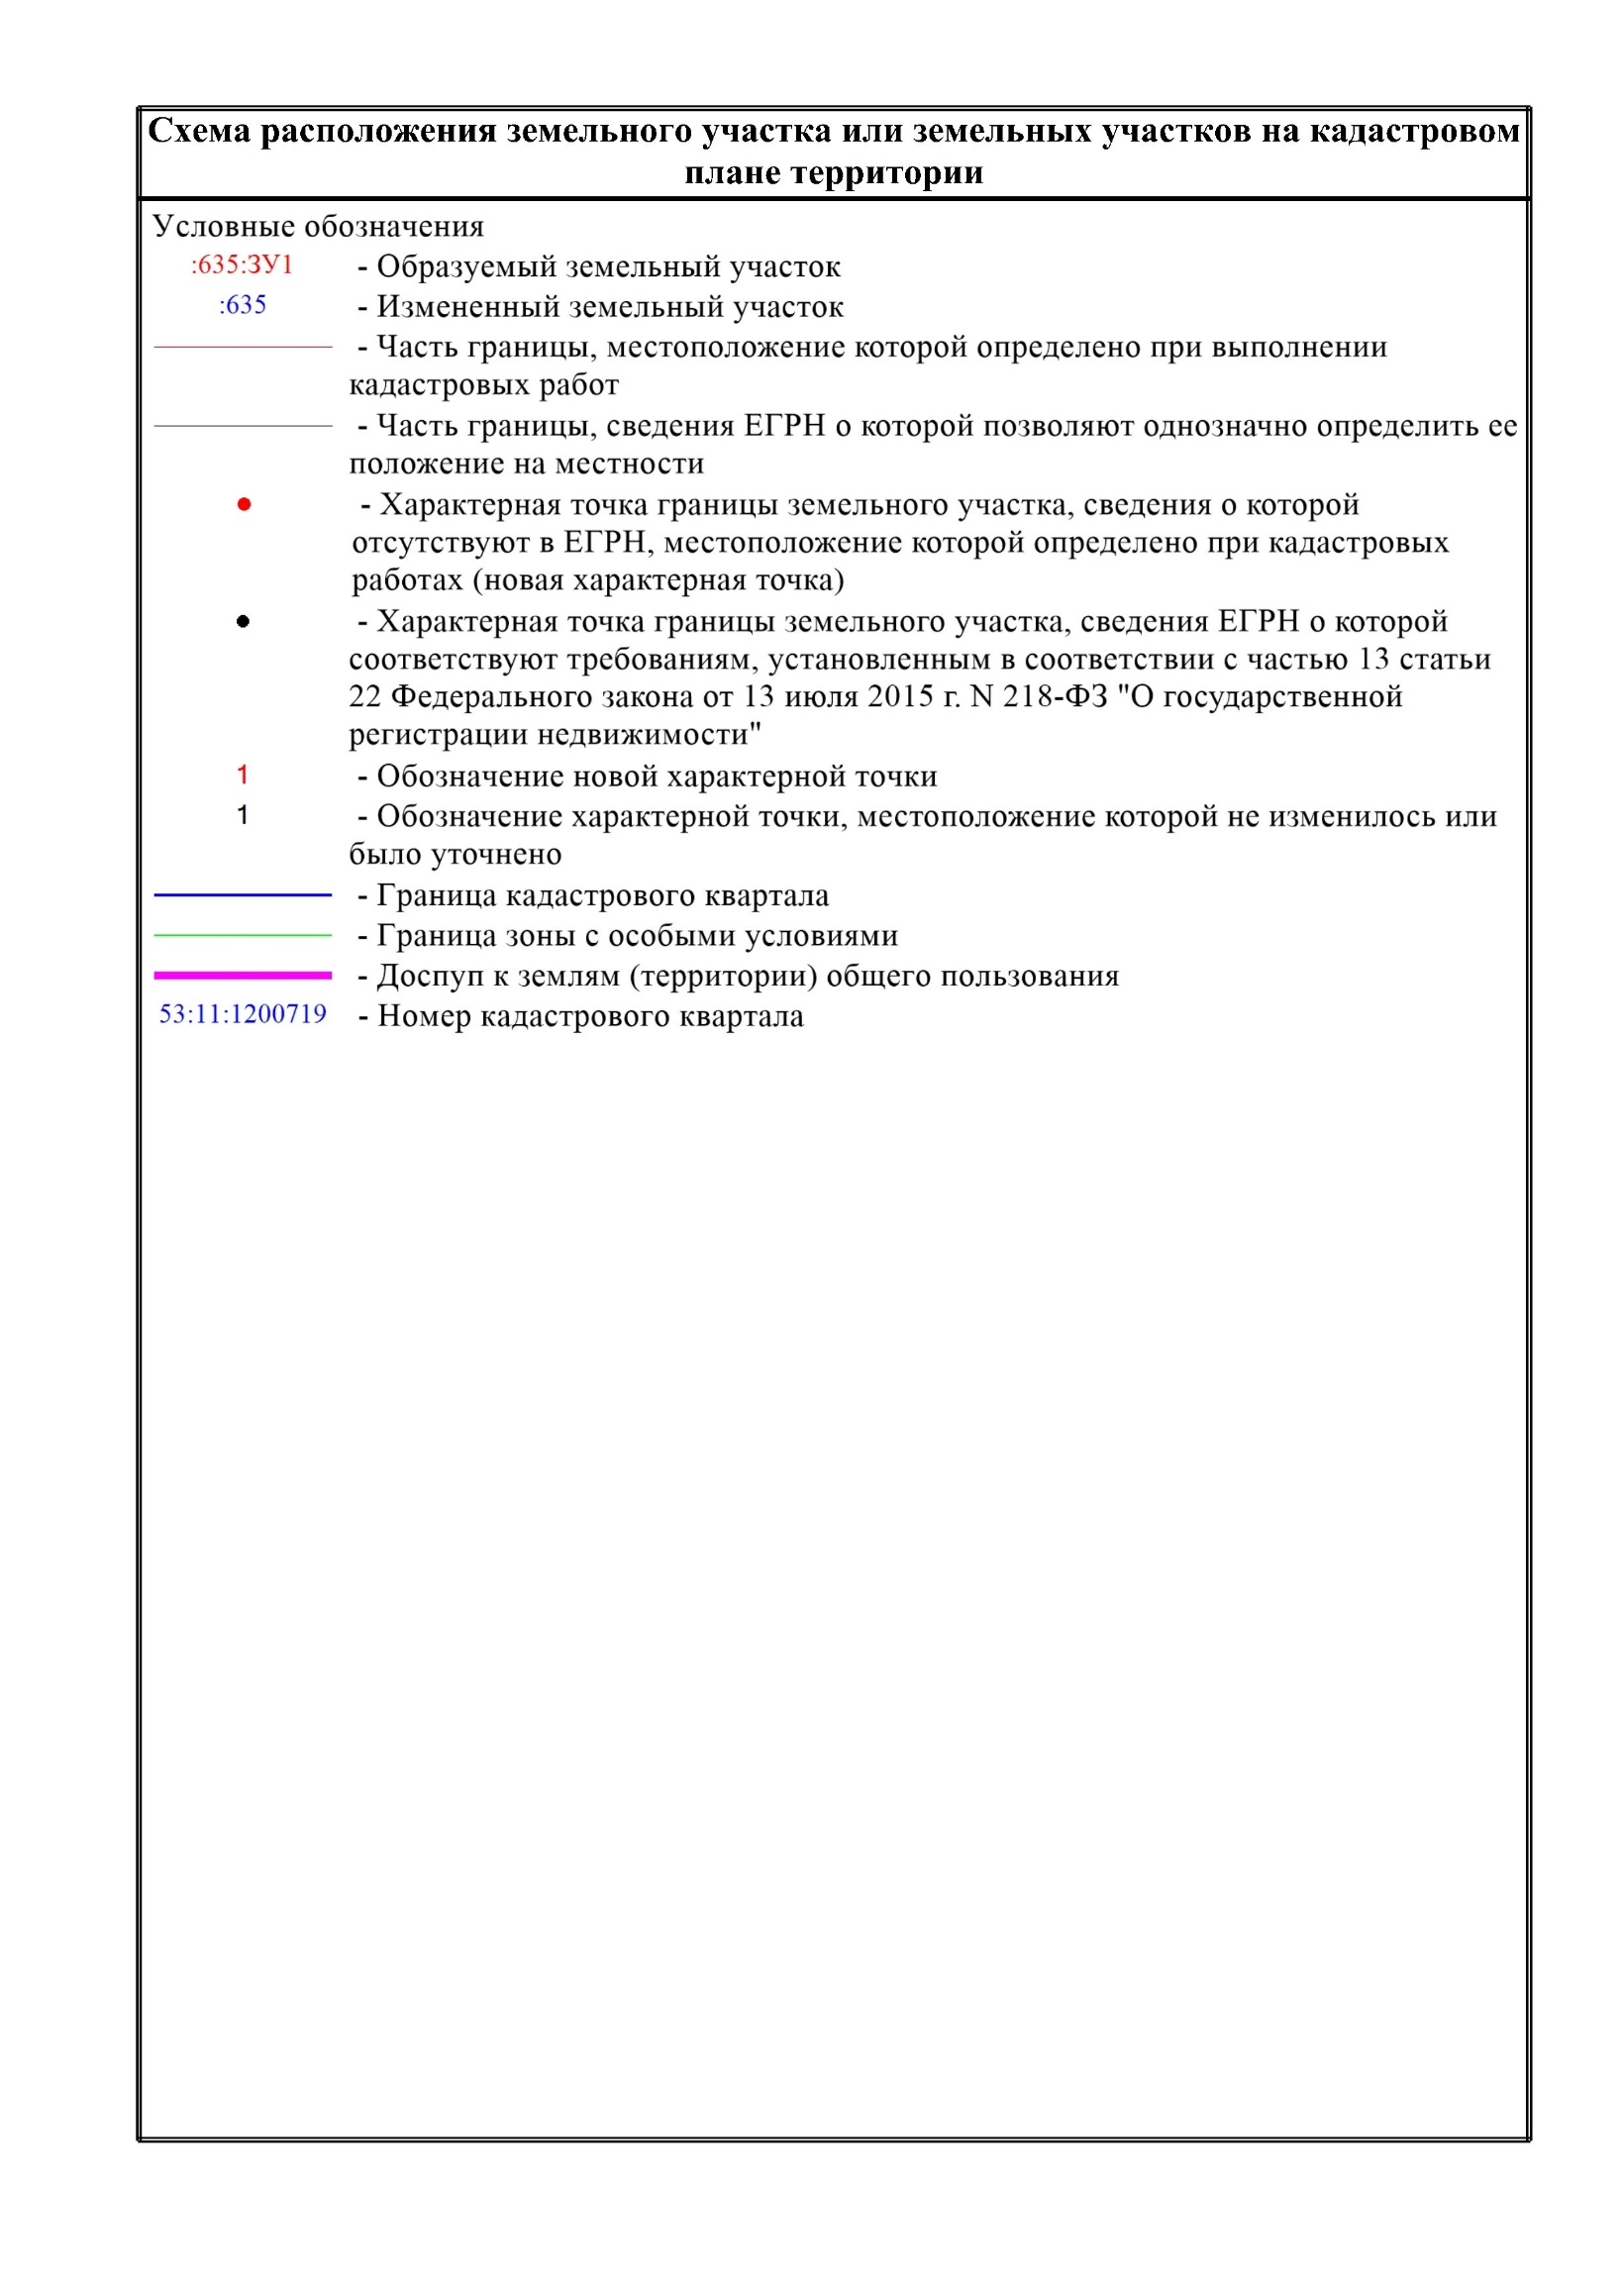 Схема расположения земельного участка или земельных участков на кадастровом
плане территории
Условные обозначения
:635:ЗУ1 - Образуемый земельный участок
:635 - Измененный земельный участок
- Часть границы, местоположение которой определено при выполнении
кадастровых работ
- Часть границы, сведения ЕГРН о которой позволяют однозначно определить ее
положение на местности
- Характерная точка границы земельного участка, сведения о которой
отсутствуют в ЕГРН, местоположение которой определено при кадастровых
работах (новая характерная точка)
- Характерная точка границы земельного участка, сведения ЕГРН о которой
соответствуют требованиям, установленным в соответствии с частью 13 статьи
22 Федерального закона от 13 июля 2015 г. N 218-ФЗ "О государственной
регистрации недвижимости"
1 - Обозначение новой характерной точки
1 - Обозначение характерной точки, местоположение которой не изменилось или
было уточнено
- Граница кадастрового квартала
- Граница зоны с особыми условиями
- Доспуп к землям (территории) общего пользования
53:11:1200719 - Номер кадастрового квартала